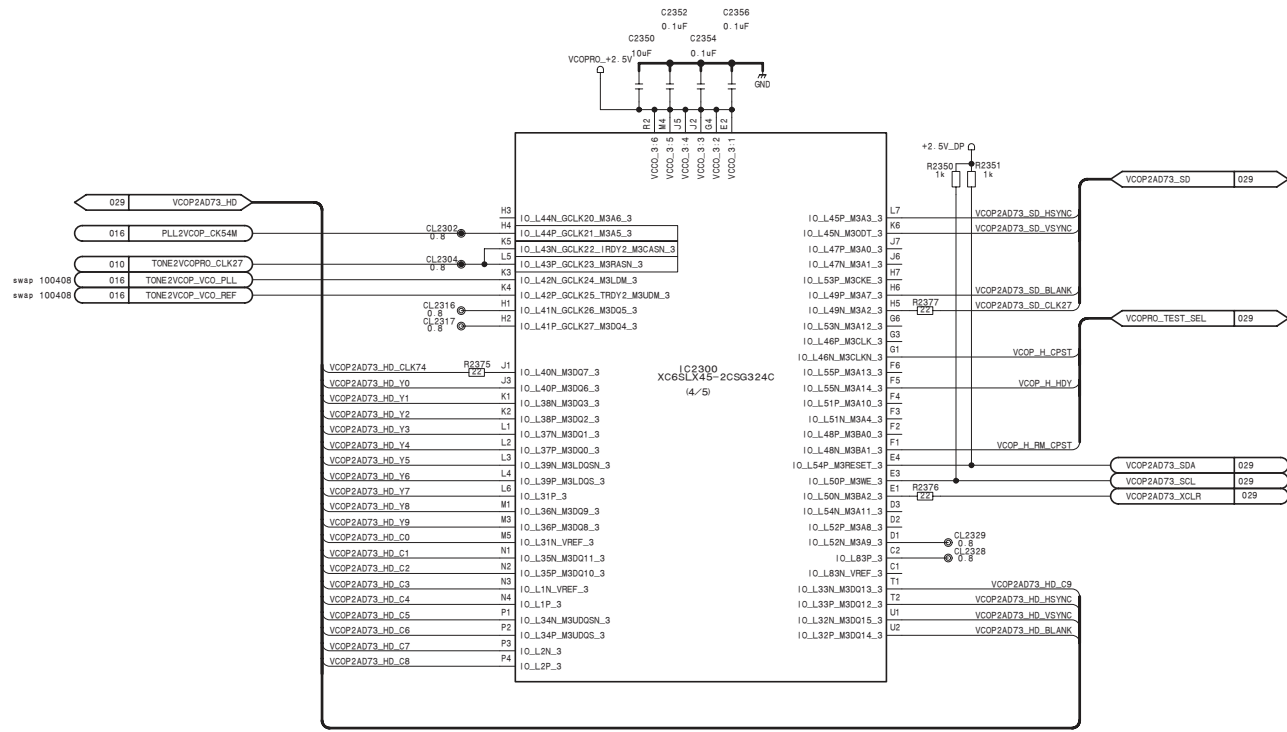 C2352 C2356
0.1uF 0.1uF
C2350 C2354
10uF 0.1uF
VCOPRO_+2.5V
GND
R2 M4 J5 J2 G4 E2
VCCO_3:6 VCCO_3:5 VCCO_3:4 VCCO_3:3 VCCO_3:2 VCCO_3:1
+2.5V_DP
R2350 R2351
1k 1k
029 VCOP2AD73_HD
016 PLL2VCOP_CK54M
010 TONE2VCOPRO_CLK27
swap 100408 016 TONE2VCOP_VCO_PLL
swap 100408 016 TONE2VCOP_VCO_REF
CL2302
0.8
CL2304
0.8
CL2316
0.8
CL2317
0.8
H3 IO_L44N_GCLK20_M3A6_3
H4 IO_L44P_GCLK21_M3A5_3
K5 IO_L43N_GCLK22_IRDY2_M3CASN_3
L5 IO_L43P_GCLK23_M3RASN_3
K3 IO_L42N_GCLK24_M3LDM_3
K4 IO_L42P_GCLK25_TRDY2_M3UDM_3
H1 IO_L41N_GCLK26_M3DQ5_3
H2 IO_L41P_GCLK27_M3DQ4_3
VCOP2AD73_HD_CLK74 R2375 22 J1 IO_L40N_M3DQ7_3
VCOP2AD73_HD_Y0 J3 IO_L40P_M3DQ6_3
VCOP2AD73_HD_Y1 K1 IO_L38N_M3DQ3_3
VCOP2AD73_HD_Y2 K2 IO_L38P_M3DQ2_3
VCOP2AD73_HD_Y3 L1 IO_L37N_M3DQ1_3
VCOP2AD73_HD_Y4 L2 IO_L37P_M3DQ0_3
VCOP2AD73_HD_Y5 L3 IO_L39N_M3LDQSN_3
VCOP2AD73_HD_Y6 L4 IO_L39P_M3LDQS_3
VCOP2AD73_HD_Y7 L6 IO_L31P_3
VCOP2AD73_HD_Y8 M1 IO_L36N_M3DQ9_3
VCOP2AD73_HD_Y9 M3 IO_L36P_M3DQ8_3
VCOP2AD73_HD_C0 M5 IO_L31N_VREF_3
VCOP2AD73_HD_C1 N1 IO_L35N_M3DQ11_3
VCOP2AD73_HD_C2 N2 IO_L35P_M3DQ10_3
VCOP2AD73_HD_C3 N3 IO_L1N_VREF_3
VCOP2AD73_HD_C4 N4 IO_L1P_3
VCOP2AD73_HD_C5 P1 IO_L34N_M3UDQSN_3
VCOP2AD73_HD_C6 P2 IO_L34P_M3UDQS_3
VCOP2AD73_HD_C7 P3 IO_L2N_3
VCOP2AD73_HD_C8 P4 IO_L2P_3
IC2300
XC6SLX45-2CSG324C
(4/5)
IO_L45P_M3A3_3 L7 VCOP2AD73_SD_HSYNC
IO_L45N_M3ODT_3 K6 VCOP2AD73_SD_VSYNC
IO_L47P_M3A0_3 J7
IO_L47N_M3A1_3 J6
IO_L53P_M3CKE_3 H7
IO_L49P_M3A7_3 H6 VCOP2AD73_SD_BLANK
IO_L49N_M3A2_3 H5 R2377 22 VCOP2AD73_SD_CLK27
IO_L53N_M3A12_3 G6
IO_L46P_M3CLK_3 G3
IO_L46N_M3CLKN_3 G1 VCOP_H_CPST
IO_L55P_M3A13_3 F6
IO_L55N_M3A14_3 F5 VCOP_H_HDY
IO_L51P_M3A10_3 F4
IO_L51N_M3A4_3 F3
IO_L48P_M3BA0_3 F2
IO_L48N_M3BA1_3 F1 VCOP_H_RM_CPST
IO_L54P_M3RESET_3 E4
IO_L50P_M3WE_3 E3
IO_L50N_M3BA2_3 E1 R2376 22
IO_L54N_M3A11_3 D3
IO_L52P_M3A8_3 D2
IO_L52N_M3A9_3 D1 CL2329 0.8
IO_L83P_3 C2 CL2328 0.8
IO_L83N_VREF_3 C1
IO_L33N_M3DQ13_3 T1 VCOP2AD73_HD_C9
IO_L33P_M3DQ12_3 T2 VCOP2AD73_HD_HSYNC
IO_L32N_M3DQ15_3 U1 VCOP2AD73_HD_VSYNC
IO_L32P_M3DQ14_3 U2 VCOP2AD73_HD_BLANK
VCOP2AD73_SD 029
VCOPRO_TEST_SEL 029
VCOP2AD73_SDA 029
VCOP2AD73_SCL 029
VCOP2AD73_XCLR 029